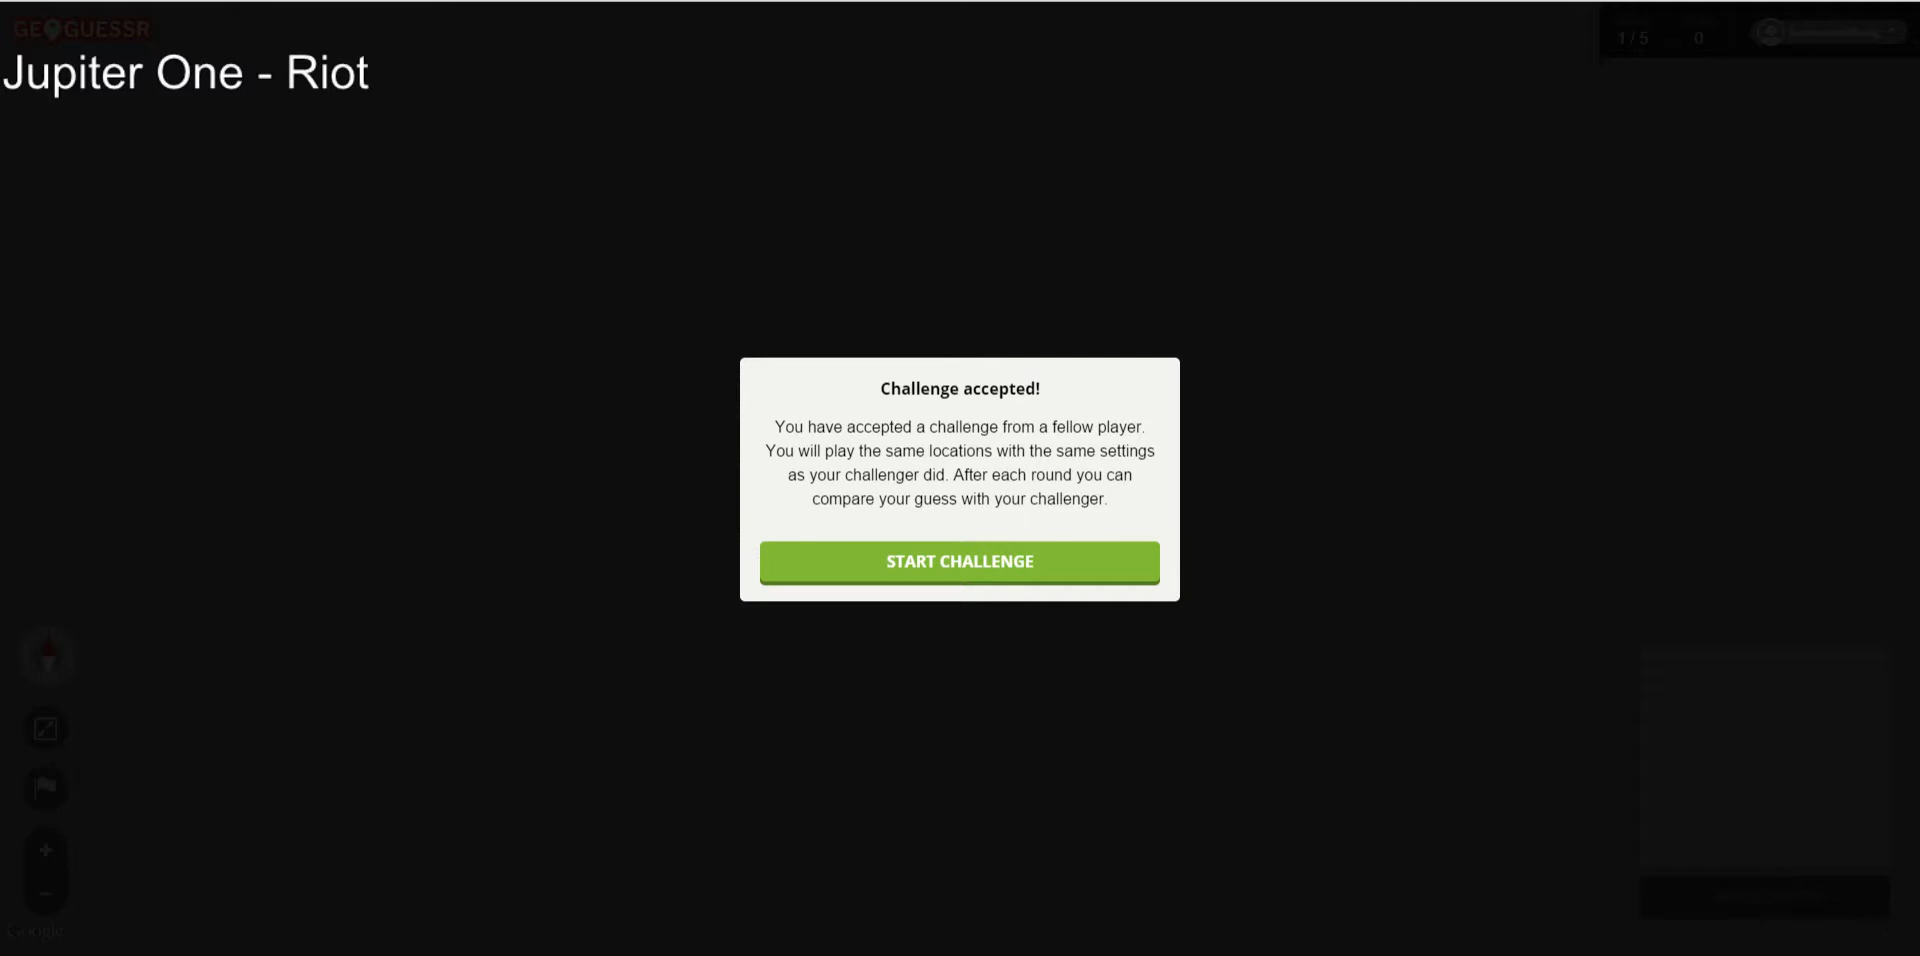 GEOGUESSR
1 / 5 0
Jupiter One - Riot
Challenge accepted!
You have accepted a challenge from a fellow player.
You will play the same locations with the same settings
as your challenger did. After each round you can
compare your guess with your challenger.
START CHALLENGE
Google